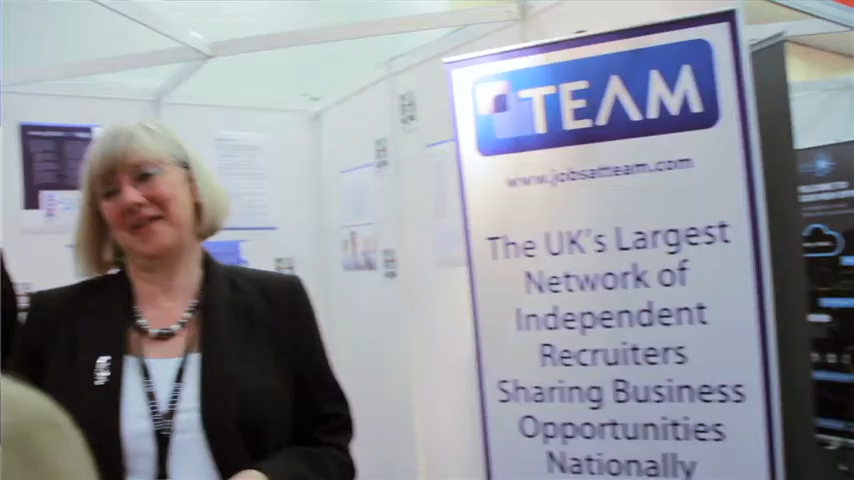 TEAM
www.jobsatteam.com
The UK's Largest
Network of
Independent
Recruiters
Sharing Business
Opportunities
Nationally